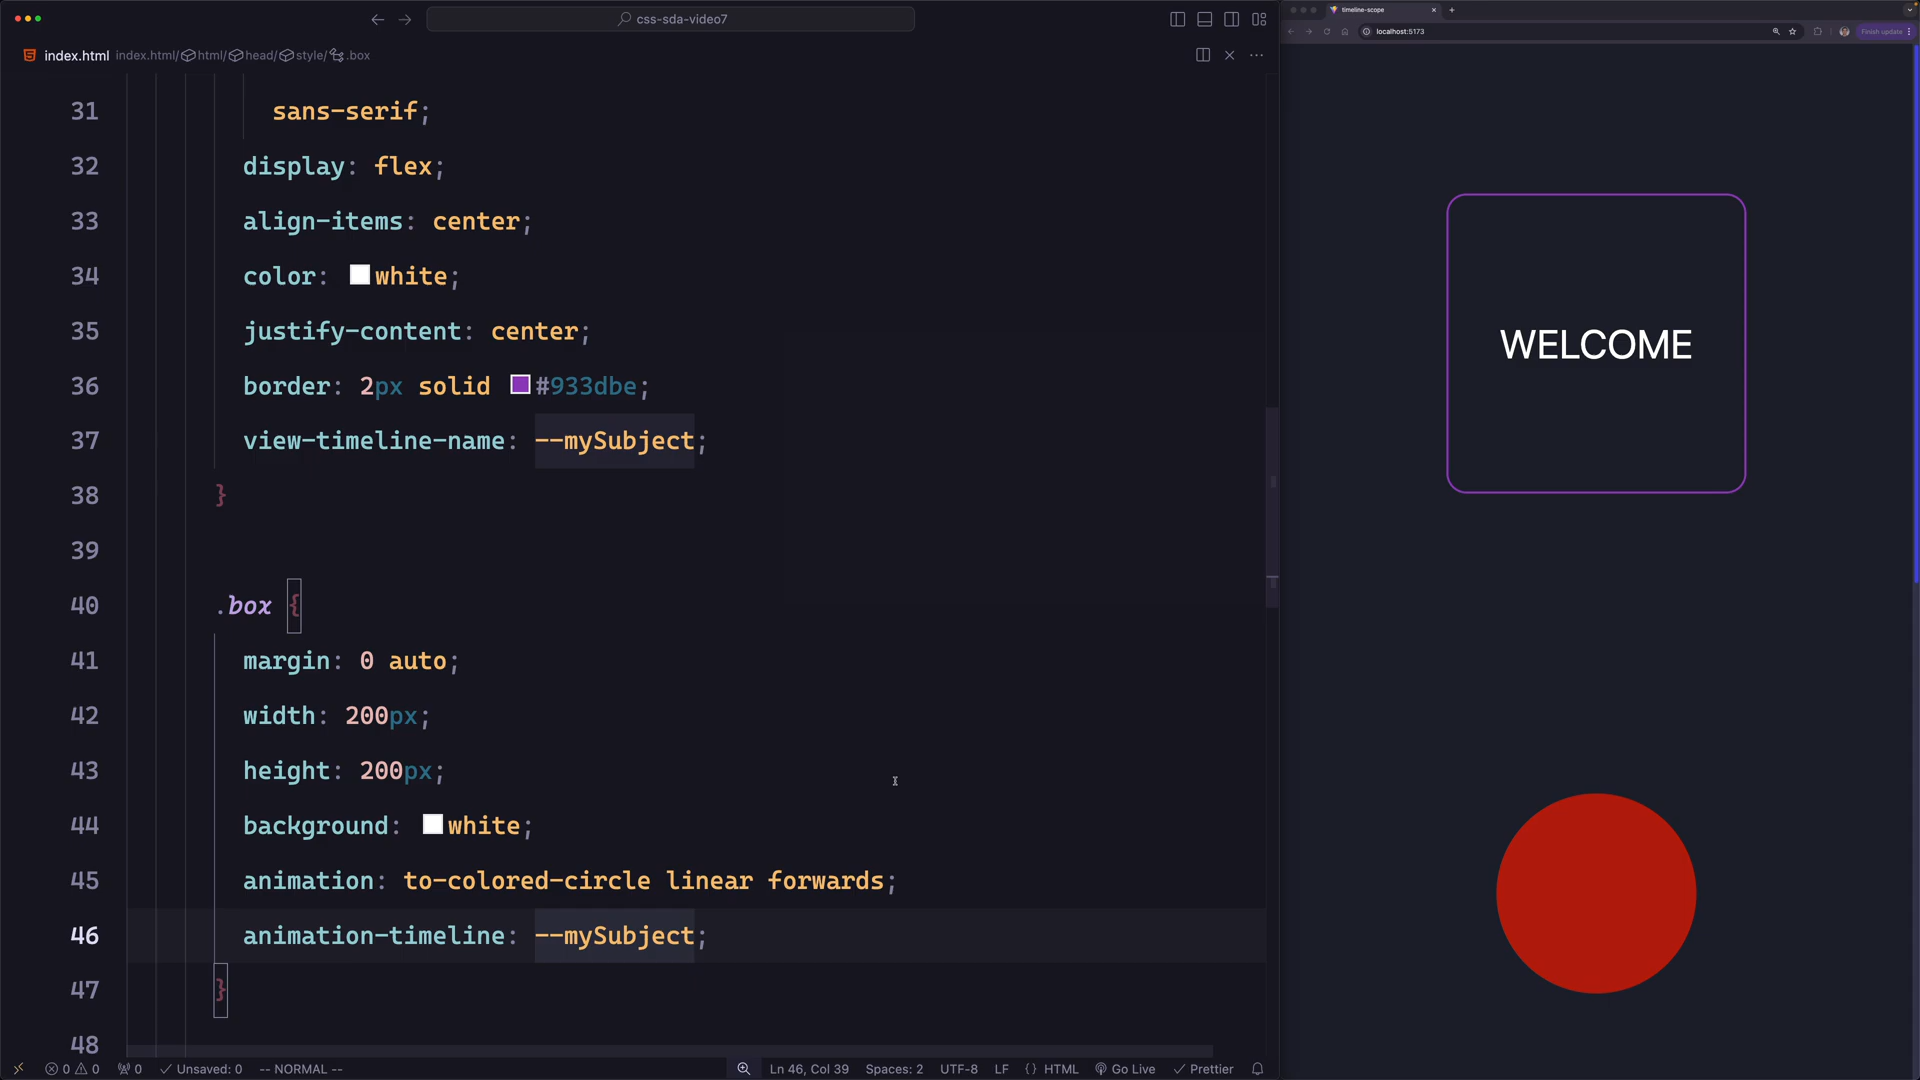 css-sda-video7
index.html index.html/ html/ head/ style/ .box
31 sans-serif;
32 display: flex;
33 align-items: center;
34 color: white;
35 justify-content: center;
36 border: 2px solid #933dbe;
37 view-timeline-name: --mySubject;
38 }
39
40 .box {
41 margin: 0 auto;
42 width: 200px;
43 height: 200px;
44 background: white;
45 animation: to-colored-circle linear forwards;
46 animation-timeline: --mySubject;
47 }
48
0 0 0 Unsaved: 0 -- NORMAL -- Ln 46, Col 39 Spaces: 2 UTF-8 LF {} HTML Go Live Prettier
timeline-scope
localhost:5173 Finish update
WELCOME